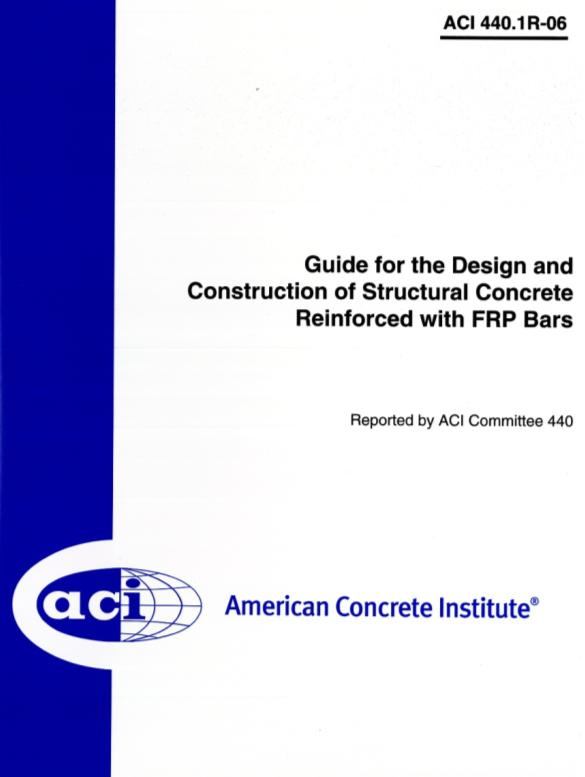 ACI 440.1R-06
Guide for the Design and
Construction of Structural Concrete
Reinforced with FRP Bars
Reported by ACI Committee 440
aci
American Concrete Institute®